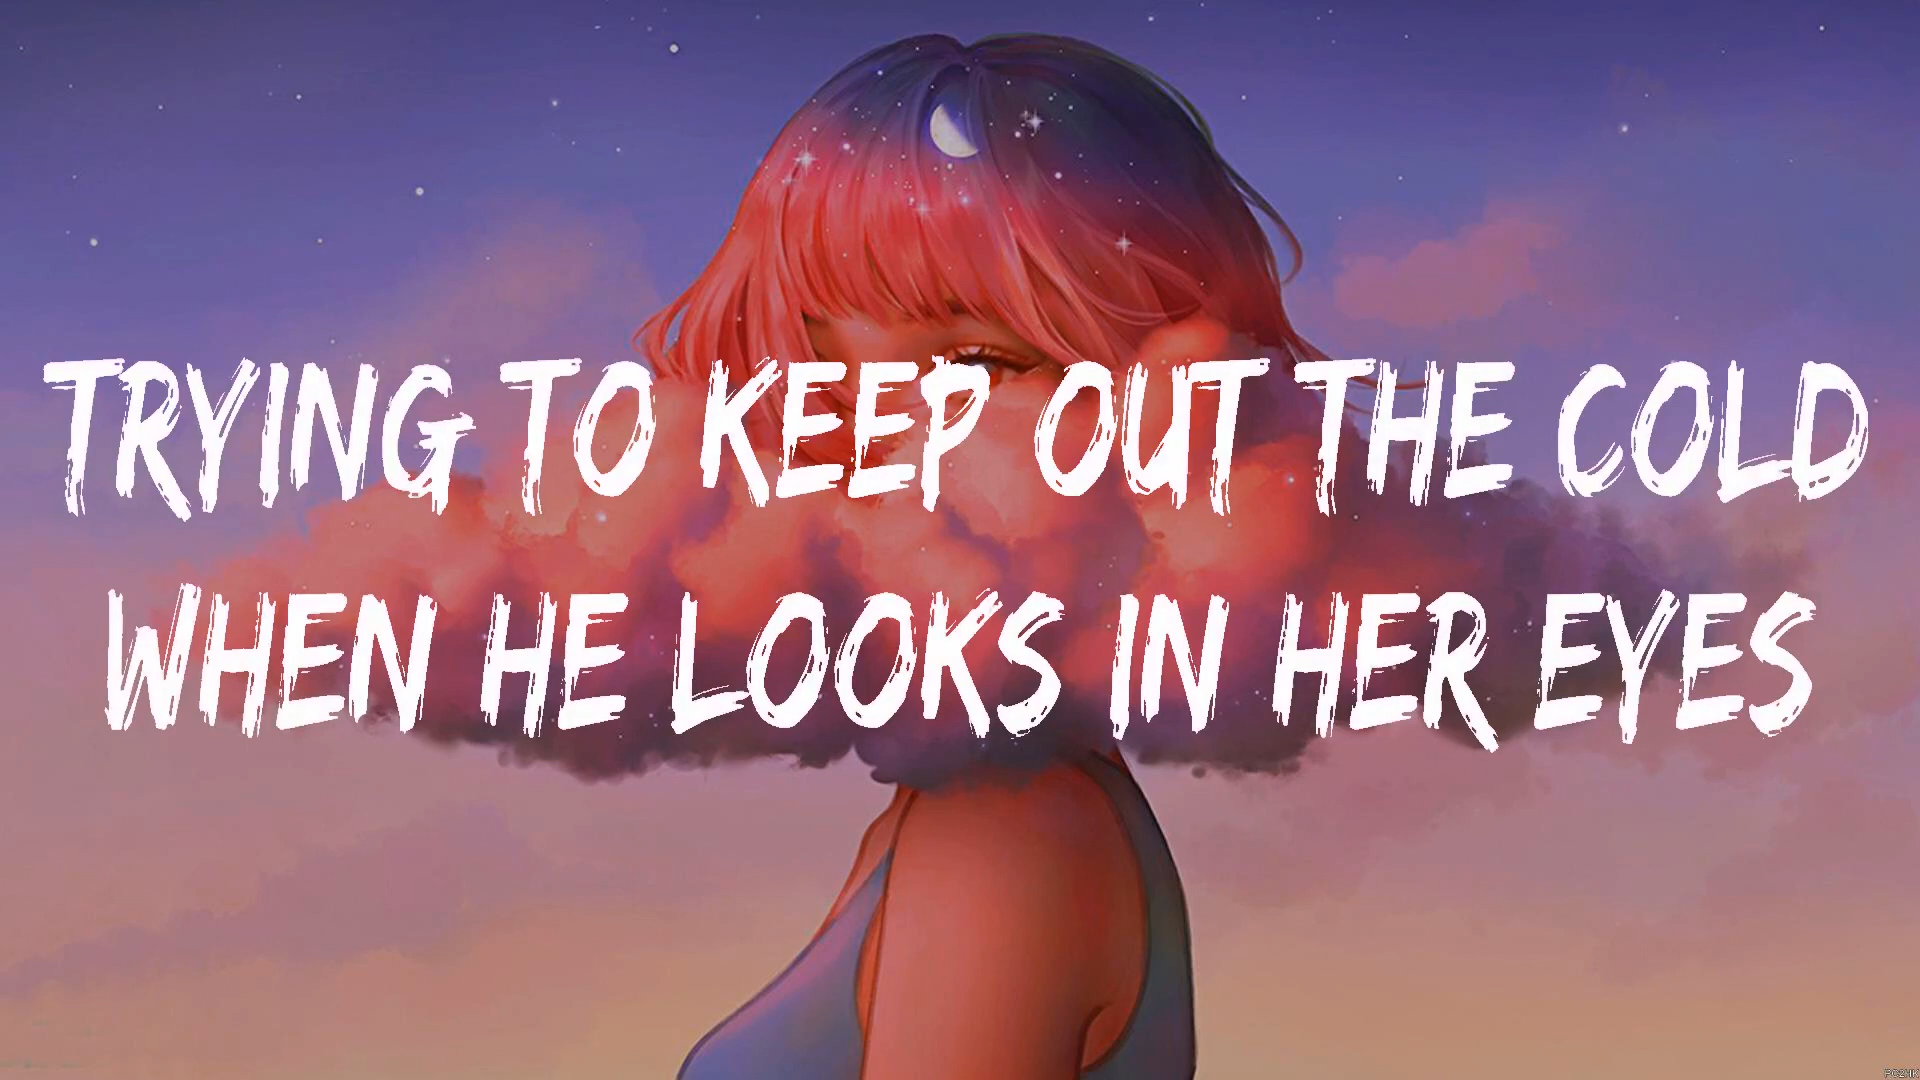 TRYING TO KEEP OUT THE COLD
WHEN HE LOOKS IN HER EYES